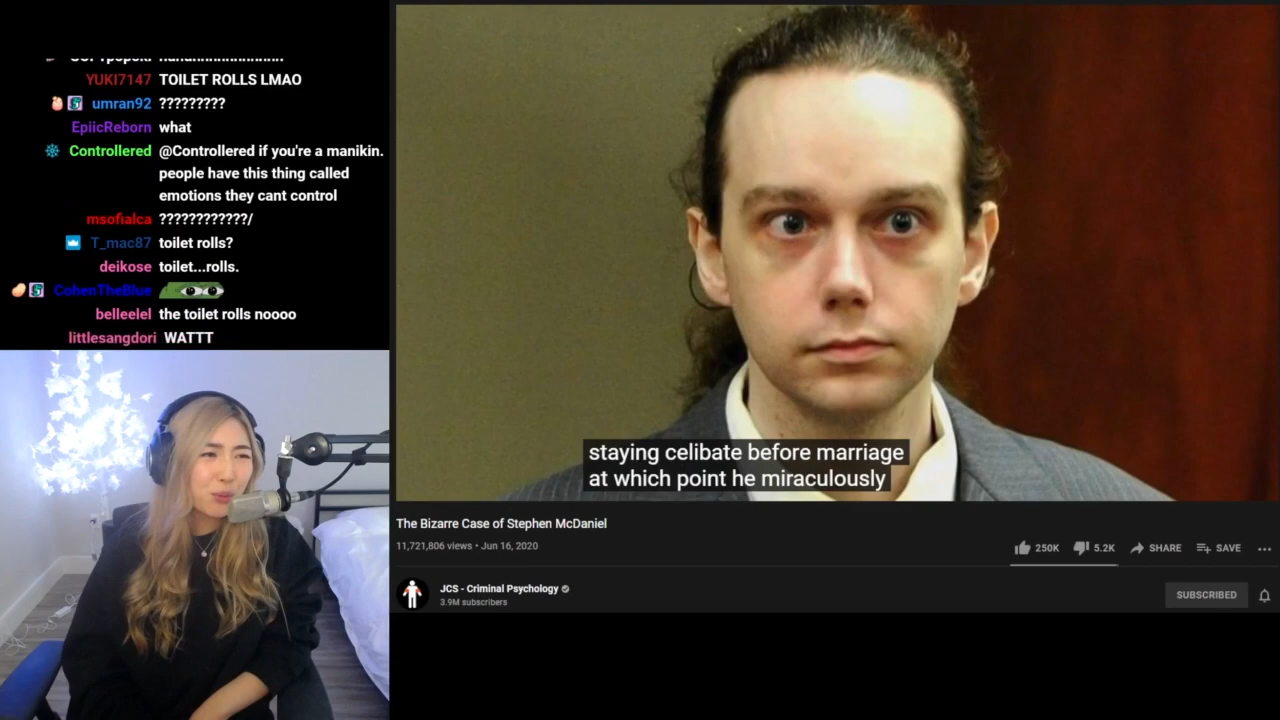 YUKI7147 TOILET ROLLS LMAO
umran92 ?????????
EpiicReborn what
Controllered @Controllered if you're a manikin.
people have this thing called
emotions they cant control
msofialca ????????????/
T_mac87 toilet rolls?
deikose toilet...rolls.
CohenTheBlue
belleelel the toilet rolls noooo
littlesangdori WATTT
staying celibate before marriage
at which point he miraculously
The Bizarre Case of Stephen McDaniel
11,721,806 views • Jun 16, 2020
250K 5.2K SHARE SAVE
JCS - Criminal Psychology
3.9M subscribers
SUBSCRIBED